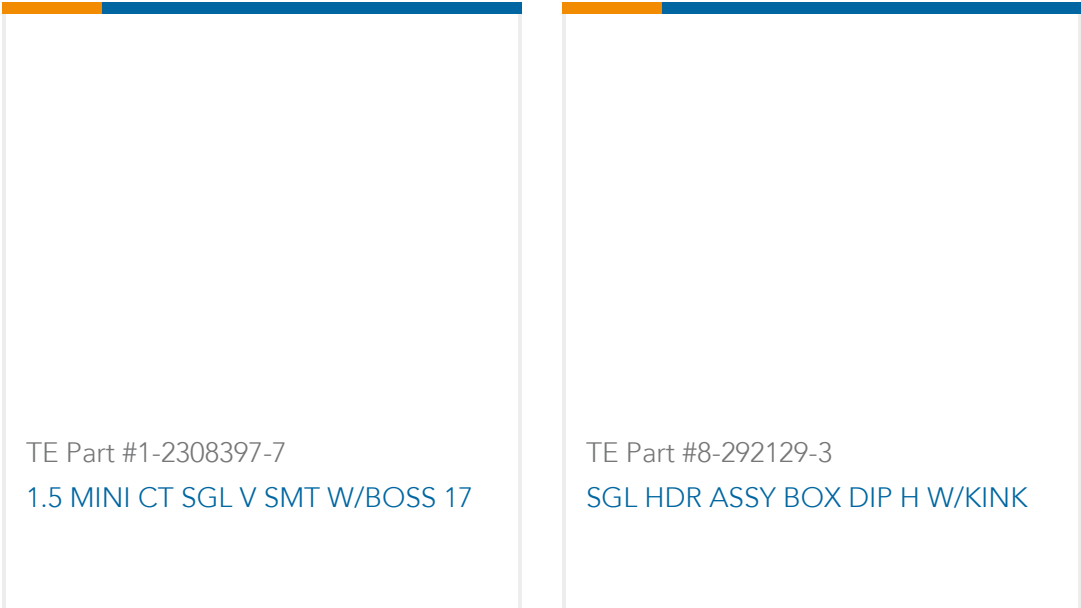 TE Part #1-2308397-7
1.5 MINI CT SGL V SMT W/BOSS 17
TE Part #8-292129-3
SGL HDR ASSY BOX DIP H W/KINK